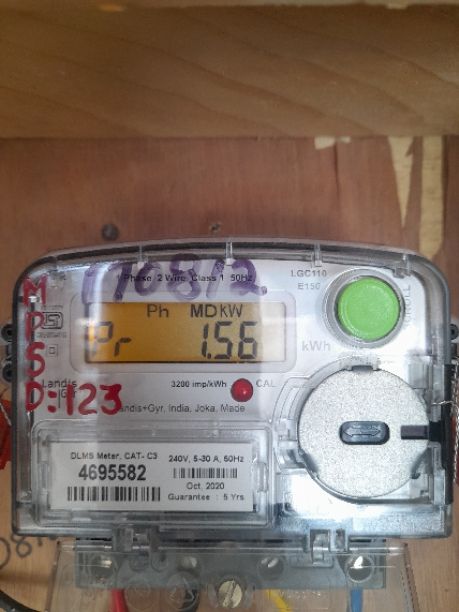 1 Phase 2 Wire Class 1 50Hz
LGC110
E150
Ph MD KW
Pr 1.56
kWh
SCROLL
Landis
Gyr
3200 imp/kWh
CAL
Landis+Gyr, India, Joka, Made
M
P
S
D:123
DLMS Meter, CAT- C3
4695582
240V, 5-30 A, 50Hz
Oct, 2020
Guarantee : 5 Yrs